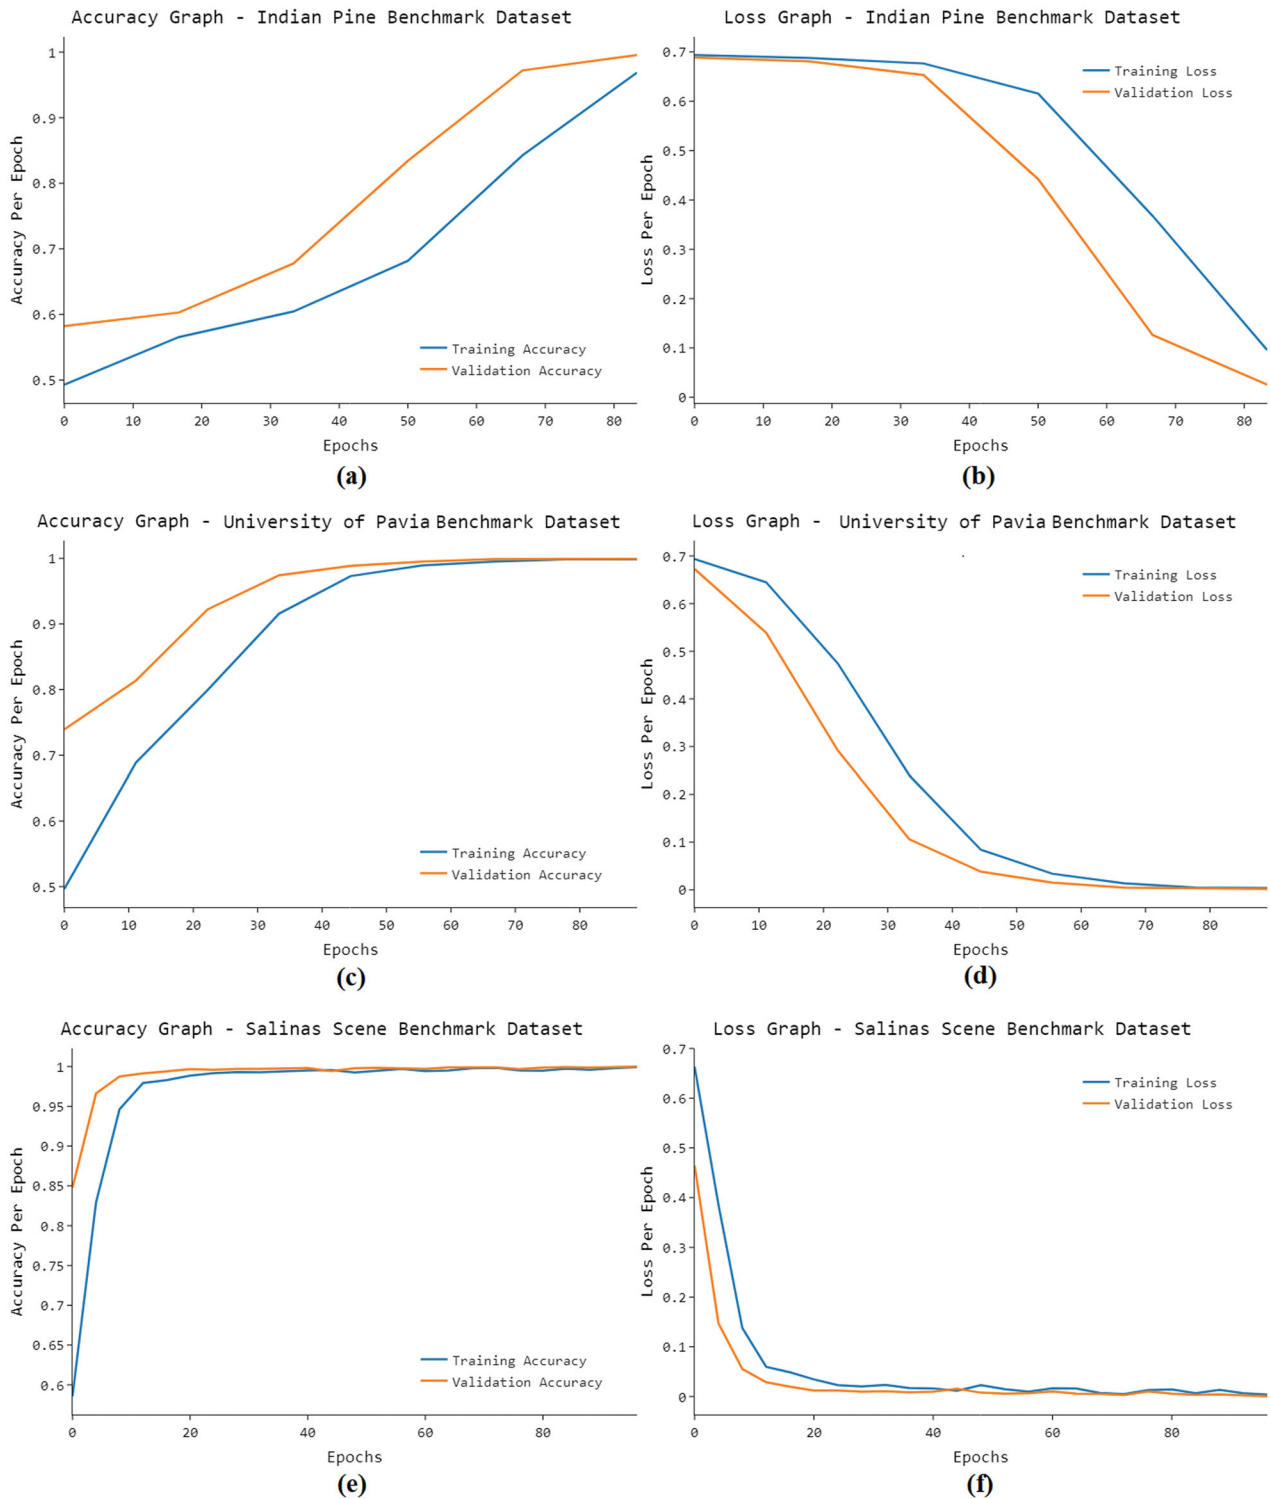 Accuracy Graph - Indian Pine Benchmark Dataset
1
0.9
0.8
0.7
0.6
0.5
Accuracy Per Epoch
Training Accuracy
Validation Accuracy
0 10 20 30 40 50 60 70 80
Epochs
(a)
Loss Graph - Indian Pine Benchmark Dataset
0.7
0.6
0.5
0.4
0.3
0.2
0.1
0
Loss Per Epoch
Training Loss
Validation Loss
0 10 20 30 40 50 60 70 80
Epochs
(b)
Accuracy Graph - University of Pavia Benchmark Dataset
1
0.9
0.8
0.7
0.6
0.5
Accuracy Per Epoch
Training Accuracy
Validation Accuracy
0 10 20 30 40 50 60 70 80
Epochs
(c)
Loss Graph - University of Pavia Benchmark Dataset
0.7
0.6
0.5
0.4
0.3
0.2
0.1
0
Loss Per Epoch
Training Loss
Validation Loss
0 10 20 30 40 50 60 70 80
Epochs
(d)
Accuracy Graph - Salinas Scene Benchmark Dataset
1
0.95
0.9
0.85
0.8
0.75
0.7
0.65
0.6
Accuracy Per Epoch
Training Accuracy
Validation Accuracy
0 20 40 60 80
Epochs
(e)
Loss Graph - Salinas Scene Benchmark Dataset
0.7
0.6
0.5
0.4
0.3
0.2
0.1
0
Loss Per Epoch
Training Loss
Validation Loss
0 20 40 60 80
Epochs
(f)